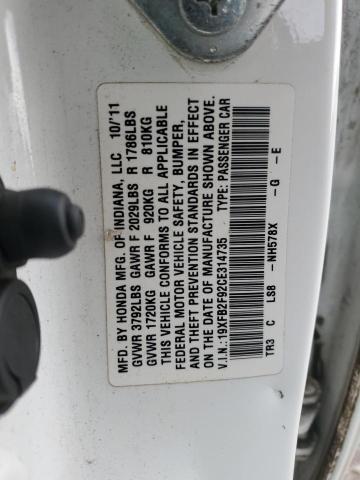 MFD. BY HONDA MFG. OF INDIANA, LLC 10/'11
GVWR 3792LBS GAWR F 2029LBS R 1786LBS
GVWR 1720KG GAWR F 920KG R 810KG
THIS VEHICLE CONFORMS TO ALL APPLICABLE
FEDERAL MOTOR VEHICLE SAFETY, BUMPER,
AND THEFT PREVENTION STANDARDS IN EFFECT
ON THE DATE OF MANUFACTURE SHOWN ABOVE.
V.I.N.: 19XFB2F92CE314735 TYPE: PASSENGER CAR
TR3 C LS8 -NH578X -G -E